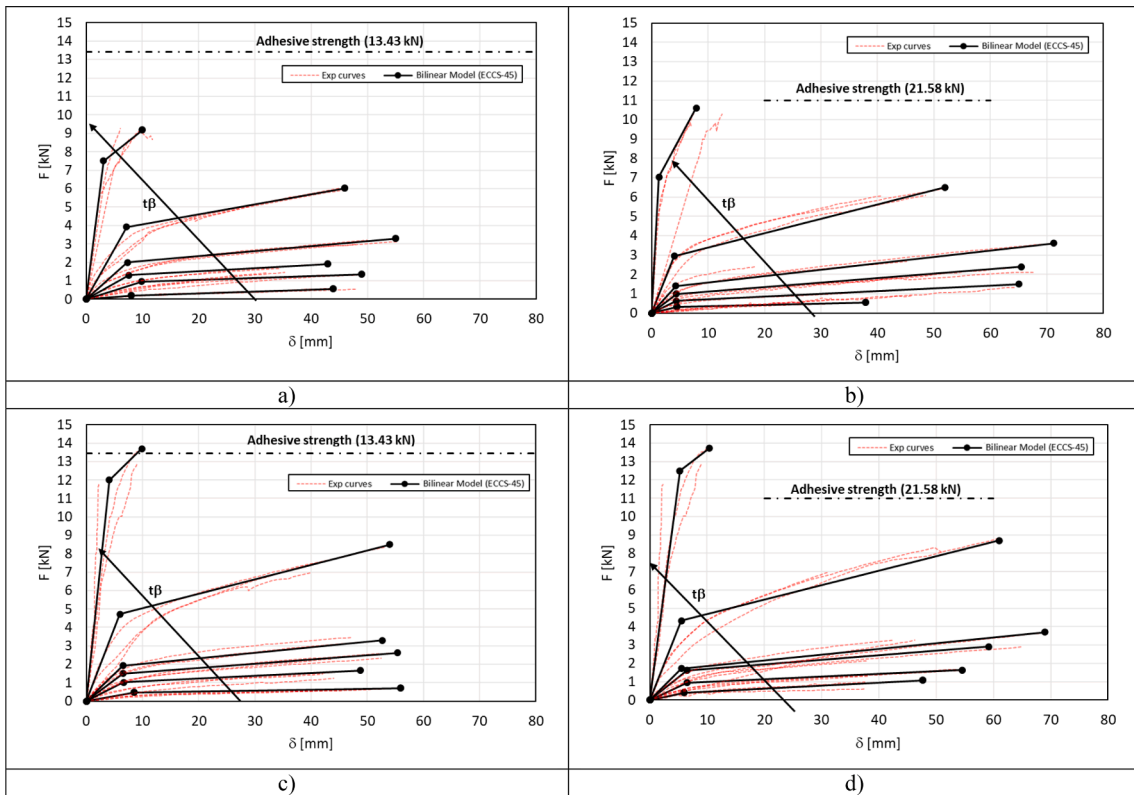 15
14
13
12
11
10
9
8
7
6
5
4
3
2
1
0
F [kN]
Adhesive strength (13.43 kN)
Exp curves
Bilinear Model (ECCS-45)
tβ
0 10 20 30 40 50 60 70 80
δ [mm]
a)
15
14
13
12
11
10
9
8
7
6
5
4
3
2
1
0
F [kN]
Exp curves
Bilinear Model (ECCS-45)
Adhesive strength (21.58 kN)
tβ
0 10 20 30 40 50 60 70 80
δ [mm]
b)
15
14
13
12
11
10
9
8
7
6
5
4
3
2
1
0
F [kN]
Adhesive strength (13.43 kN)
Exp curves
Bilinear Model (ECCS-45)
tβ
0 10 20 30 40 50 60 70 80
δ [mm]
c)
15
14
13
12
11
10
9
8
7
6
5
4
3
2
1
0
F [kN]
Exp curves
Bilinear Model (ECCS-45)
Adhesive strength (21.58 kN)
tβ
0 10 20 30 40 50 60 70 80
δ [mm]
d)